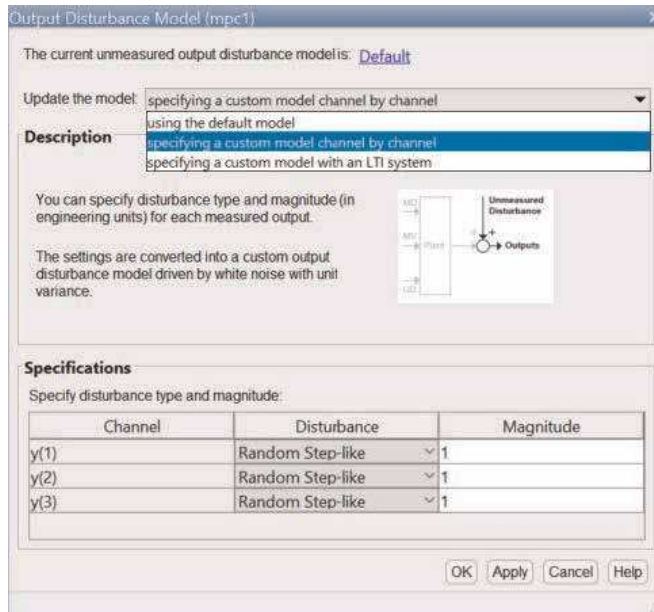 Output Disturbance Model (mpc1)
The current unmeasured output disturbance model is: Default
Update the model: specifying a custom model channel by channel
using the default model
specifying a custom model channel by channel
specifying a custom model with an LTI system
Description
You can specify disturbance type and magnitude (in
engineering units) for each measured output.
The settings are converted into a custom output
disturbance model driven by white noise with unit
variance.
MD
MV
UD
Plant
Unmeasured
Disturbance
+
+
Outputs
Specifications
Specify disturbance type and magnitude:
Channel Disturbance Magnitude
y(1) Random Step-like 1
y(2) Random Step-like 1
y(3) Random Step-like 1
OK Apply Cancel Help